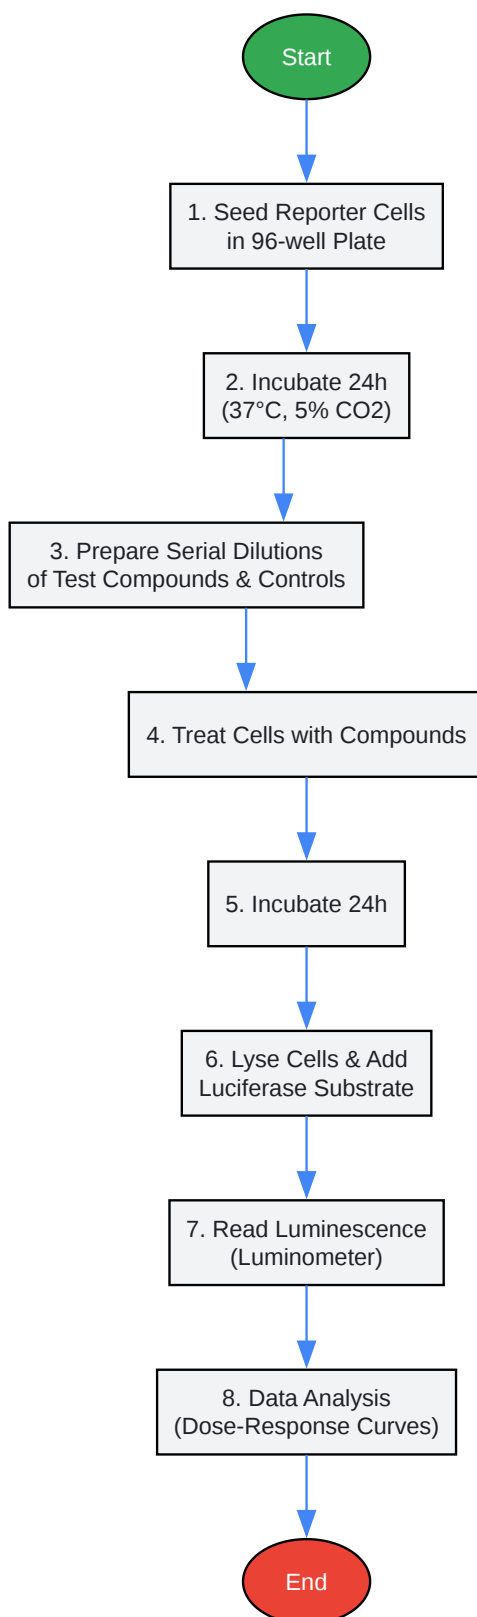 Start
1. Seed Reporter Cells
in 96-well Plate
2. Incubate 24h
(37°C, 5% CO2)
3. Prepare Serial Dilutions
of Test Compounds & Controls
4. Treat Cells with Compounds
5. Incubate 24h
6. Lyse Cells & Add
Luciferase Substrate
7. Read Luminescence
(Luminometer)
8. Data Analysis
(Dose-Response Curves)
End